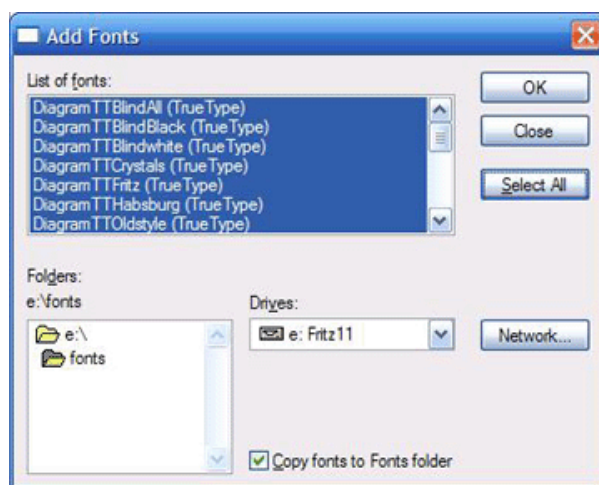 Add Fonts
List of fonts:
DiagramTTBlindAll (TrueType)
DiagramTTBlindBlack (TrueType)
DiagramTTBlindwhite (TrueType)
DiagramTTCrystals (TrueType)
DiagramTTFritz (TrueType)
DiagramTTHabsburg (TrueType)
DiagramTTOldstyle (TrueType)
OK
Close
Select All
Folders:
e:\fonts
e:\
fonts
Drives:
e: Fritz11
Network...
Copy fonts to Fonts folder